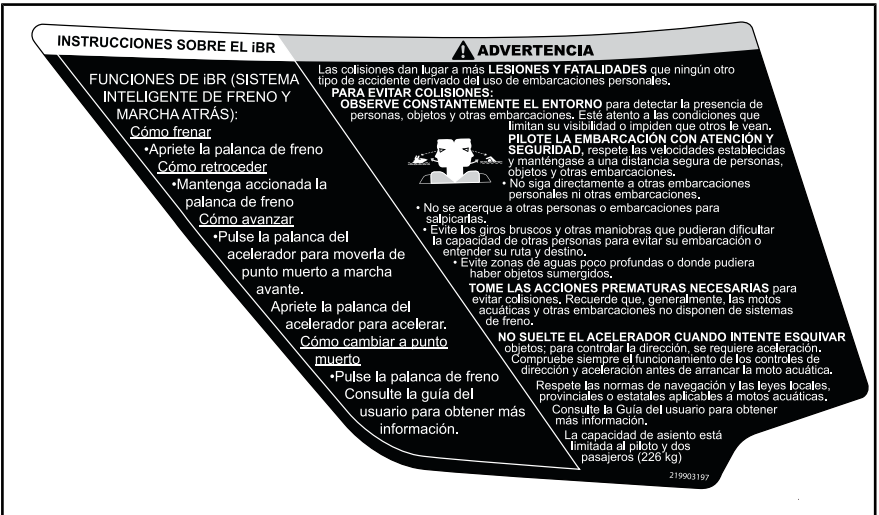 INSTRUCCIONES SOBRE EL iBR
FUNCIONES DE iBR (SISTEMA
INTELIGENTE DE FRENO Y
MARCHA ATRÁS):
Cómo frenar
•Apriete la palanca de freno
Cómo retroceder
•Mantenga accionada la
palanca de freno
Cómo avanzar
•Pulse la palanca del
acelerador para moverla de
punto muerto a marcha
avante.
Apriete la palanca del
acelerador para acelerar.
Cómo cambiar a punto
muerto
•Pulse la palanca de freno
Consulte la guía del
usuario para obtener más
información.
ADVERTENCIA
Las colisiones dan lugar a más LESIONES Y FATALIDADES que ningún otro
tipo de accidente derivado del uso de embarcaciones personales.
PARA EVITAR COLISIONES:
OBSERVE CONSTANTEMENTE EL ENTORNO para detectar la presencia de
personas, objetos y otras embarcaciones. Esté atento a las condiciones que
limitan su visibilidad o impiden que otros le vean.
PILOTE LA EMBARCACIÓN CON ATENCIÓN Y
SEGURIDAD, respete las velocidades establecidas
y manténgase a una distancia segura de personas,
objetos y otras embarcaciones.
• No siga directamente a otras embarcaciones
personales ni otras embarcaciones.
• No se acerque a otras personas o embarcaciones para
salpicarlas.
• Evite los giros bruscos y otras maniobras que pudieran dificultar
la capacidad de otras personas para evitar su embarcación o
entender su ruta y destino.
• Evite zonas de aguas poco profundas o donde pudiera
haber objetos sumergidos.
TOME LAS ACCIONES PREMATURAS NECESARIAS para
evitar colisiones. Recuerde que, generalmente, las motos
acuáticas y otras embarcaciones no disponen de sistemas
de freno.
NO SUELTE EL ACELERADOR CUANDO INTENTE ESQUIVAR
objetos; para controlar la dirección, se requiere aceleración.
Compruebe siempre el funcionamiento de los controles de
dirección y aceleración antes de arrancar la moto acuática.
Respete las normas de navegación y las leyes locales,
provinciales o estatales aplicables a motos acuáticas.
Consulte la Guía del usuario para obtener
más información.
La capacidad de asiento está
limitada al piloto y dos
pasajeros (226 kg)
219903197